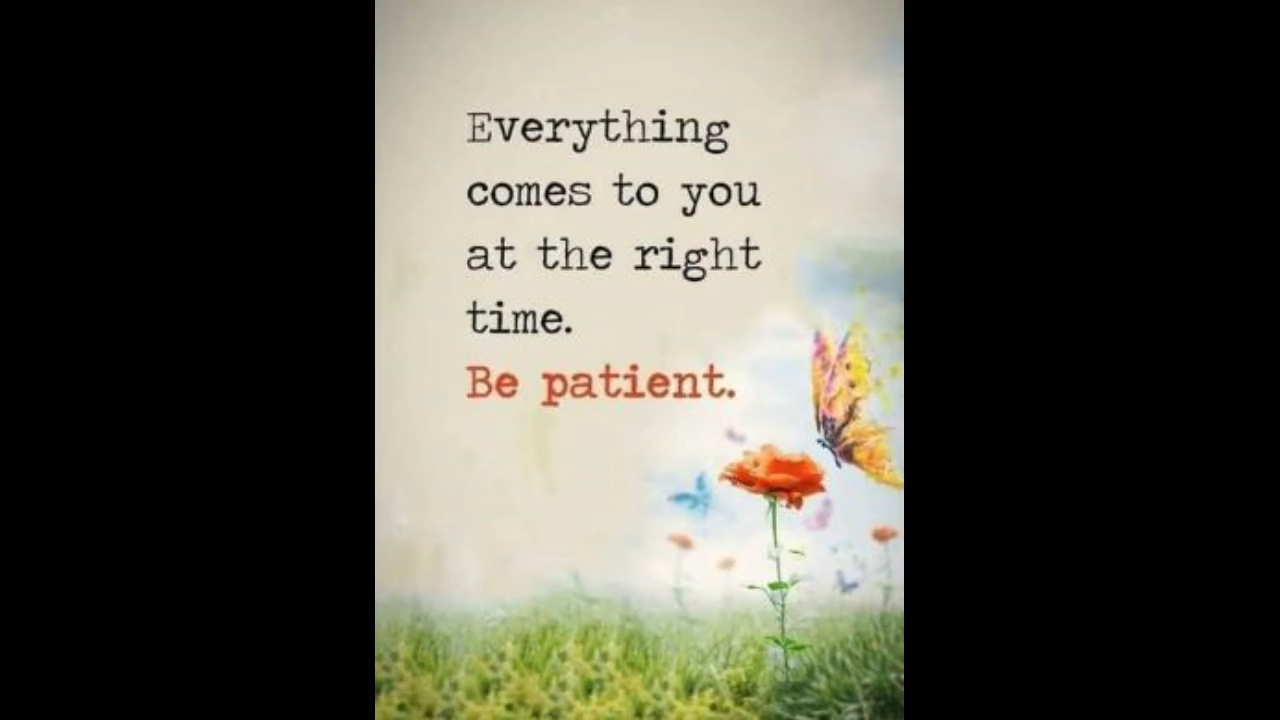 Everything
comes to you
at the right
time.
Be patient.